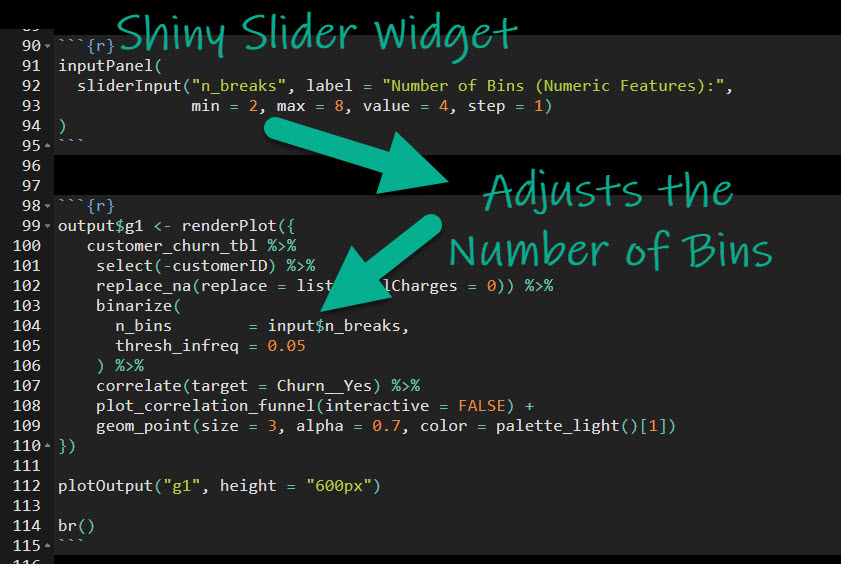 Shiny Slider Widget
90 ```{r}
91 inputPanel(
92   sliderInput("n_breaks", label = "Number of Bins (Numeric Features):",
93               min = 2, max = 8, value = 4, step = 1)
94 )
95 ```
96
97
Adjusts the
Number of Bins
98 ```{r}
99 output$g1 <- renderPlot({
100    customer_churn_tbl %>%
101     select(-customerID) %>%
102     replace_na(replace = list lCharges = 0)) %>%
103     binarize(
104       n_bins        = input$n_breaks,
105       thresh_infreq = 0.05
106     ) %>%
107     correlate(target = Churn__Yes) %>%
108     plot_correlation_funnel(interactive = FALSE) +
109     geom_point(size = 3, alpha = 0.7, color = palette_light()[1])
110 })
111
112 plotOutput("g1", height = "600px")
113
114 br()
115 ```